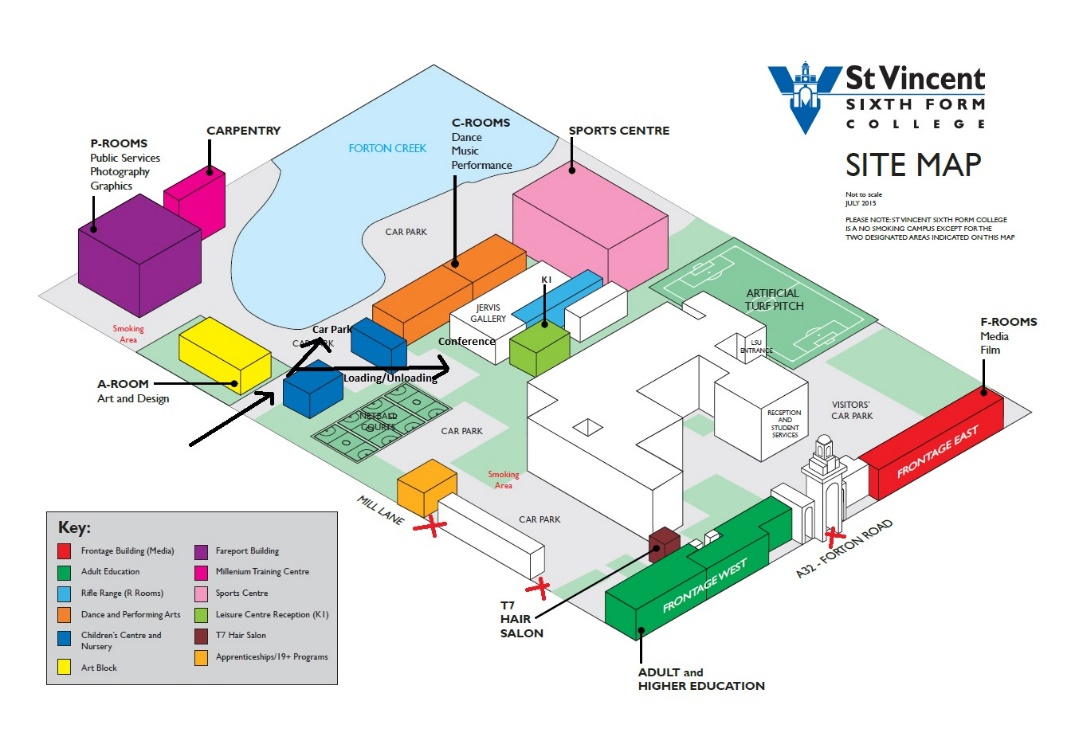 St Vincent
SIXTH FORM
COLLEGE
SITE MAP
Not to scale
JULY 2015
PLEASE NOTE: ST VINCENT SIXTH FORM COLLEGE
IS A NO SMOKING CAMPUS EXCEPT FOR THE
TWO DESIGNATED AREAS INDICATED ON THIS MAP
P-ROOMS
Public Services
Photography
Graphics
CARPENTRY
FORTON CREEK
C-ROOMS
Dance
Music
Performance
SPORTS CENTRE
CAR PARK
K1
JERVIS
GALLERY
ARTIFICIAL
TURF PITCH
Smoking
Area
Car Park
CAR PARK
Conference
LSU
ENTRANCE
F-ROOMS
Media
Film
A-ROOM
Art and Design
Loading/Unloading
NETBALL
COURTS
CAR PARK
VISITORS'
CAR PARK
RECEPTION
AND
STUDENT
SERVICES
FRONTAGE EAST
Smoking
Area
MILL LANE
CAR PARK
A32 - FORTON ROAD
FRONTAGE WEST
T7
HAIR
SALON
ADULT and
HIGHER EDUCATION
Key:
Frontage Building (Media)
Adult Education
Rifle Range (R Rooms)
Dance and Performing Arts
Children's Centre and
Nursery
Art Block
Fareport Building
Millenium Training Centre
Sports Centre
Leisure Centre Reception (K1)
T7 Hair Salon
Apprenticeships/19+ Programs